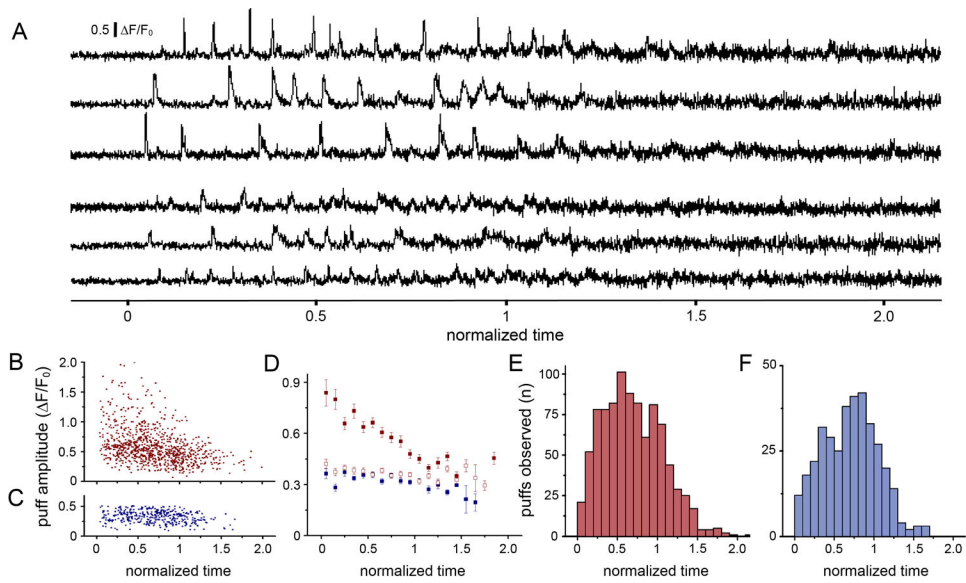 A
0.5 ΔF/F₀
0 0.5 1 1.5 2.0
normalized time
B
puff amplitude (ΔF/F₀)
2.0
1.5
1.0
0.5
0
C
0.5
0
0 0.5 1.0 1.5 2.0
normalized time
D
0.9
0.6
0.3
0
0 0.5 1.0 1.5 2.0
normalized time
E
puffs observed (n)
100
75
50
25
0
0 0.5 1.0 1.5 2.0
normalized time
F
50
25
0
0 0.5 1.0 1.5 2.0
normalized time